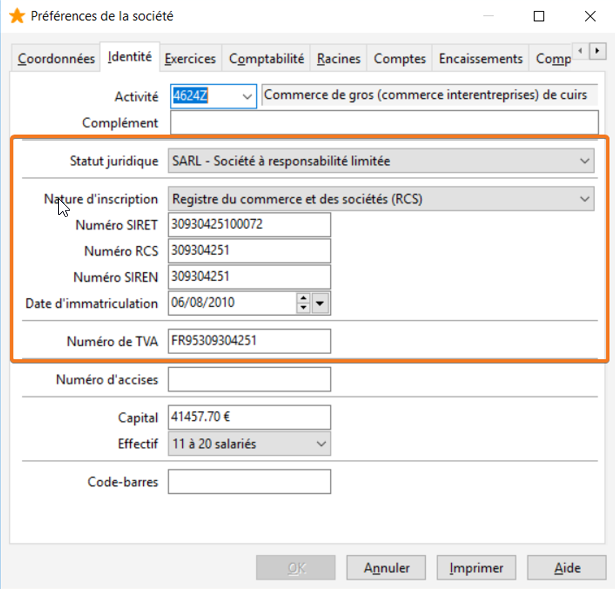 Préférences de la société
Coordonnées Identité Exercices Comptabilité Racines Comptes Encaissements Comp
Activité 4624Z Commerce de gros (commerce interentreprises) de cuirs
Complément
Statut juridique SARL - Société à responsabilité limitée
Nature d'inscription Registre du commerce et des sociétés (RCS)
Numéro SIRET 30930425100072
Numéro RCS 309304251
Numéro SIREN 309304251
Date d'immatriculation 06/08/2010
Numéro de TVA FR95309304251
Numéro d'accises
Capital 41457.70 €
Effectif 11 à 20 salariés
Code-barres
OK Annuler Imprimer Aide